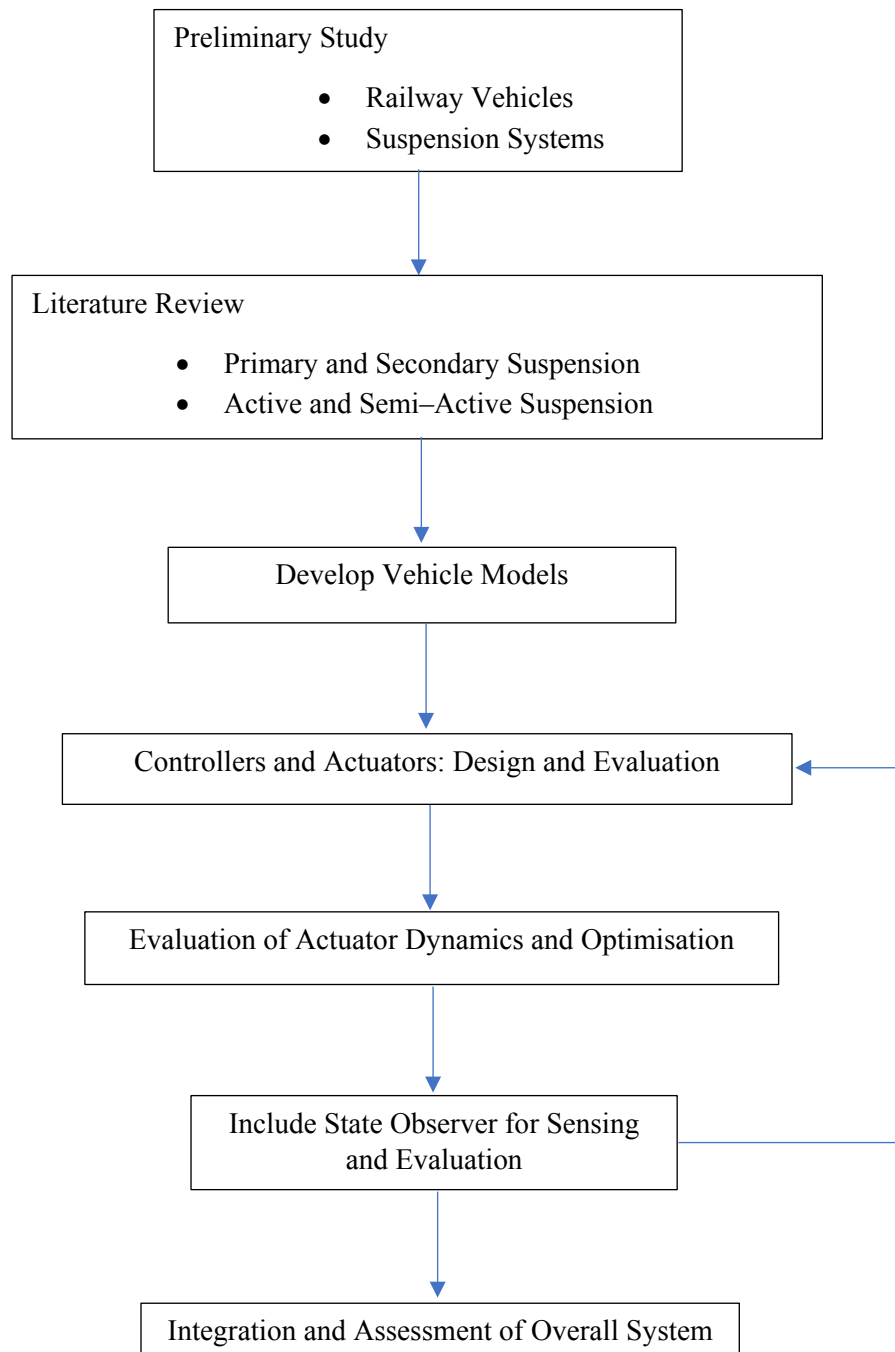 Preliminary Study
• Railway Vehicles
• Suspension Systems
Literature Review
• Primary and Secondary Suspension
• Active and Semi–Active Suspension
Develop Vehicle Models
Controllers and Actuators: Design and Evaluation
Evaluation of Actuator Dynamics and Optimisation
Include State Observer for Sensing
and Evaluation
Integration and Assessment of Overall System